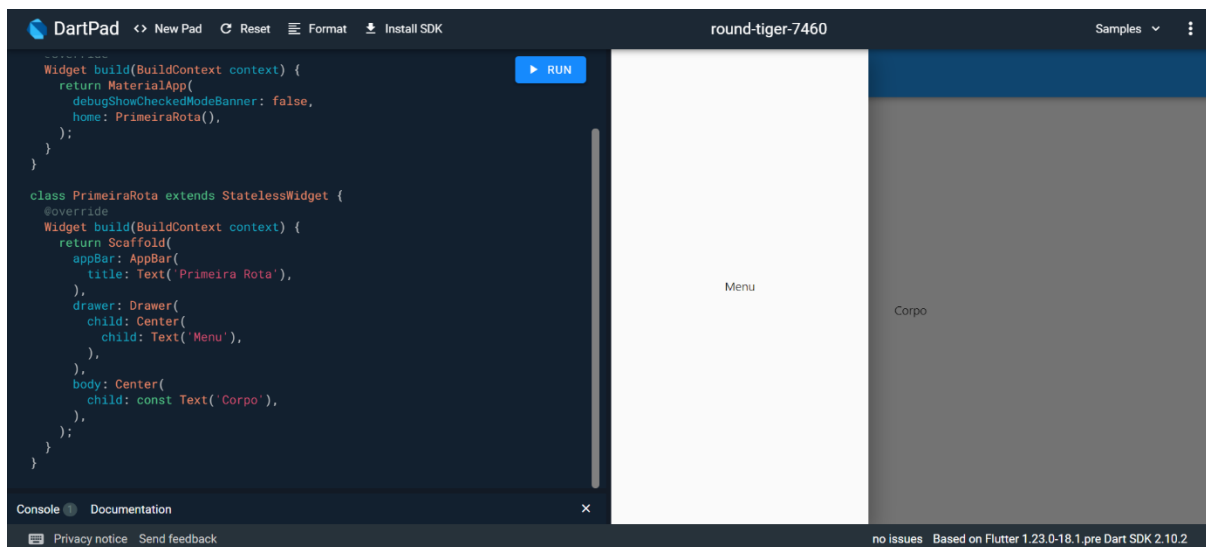 DartPad <> New Pad Reset Format Install SDK round-tiger-7460 Samples
@override
Widget build(BuildContext context) {
return MaterialApp(
debugShowCheckedModeBanner: false,
home: PrimeiraRota(),
);
}
}
class PrimeiraRota extends StatelessWidget {
@override
Widget build(BuildContext context) {
return Scaffold(
appBar: AppBar(
title: Text('Primeira Rota'),
),
drawer: Drawer(
child: Center(
child: Text('Menu'),
),
),
body: Center(
child: const Text('Corpo'),
),
);
}
}
RUN
Menu
Corpo
Console 1 Documentation ×
Privacy notice Send feedback no issues Based on Flutter 1.23.0-18.1.pre Dart SDK 2.10.2